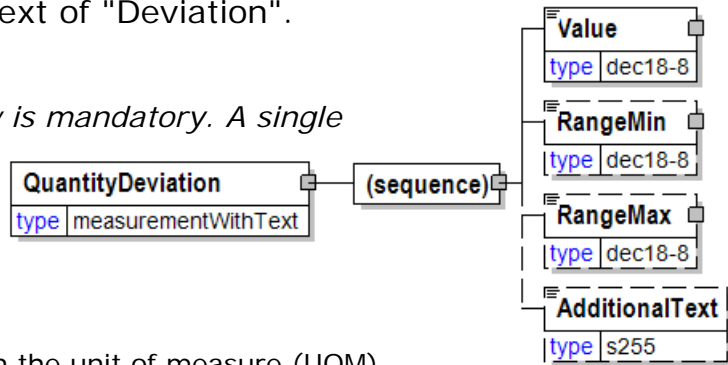 ext of "Deviation".
is mandatory. A single
QuantityDeviation
type measurementWithText
(sequence)
Value
type dec18-8
RangeMin
type dec18-8
RangeMax
type dec18-8
AdditionalText
type s255
the unit of measure (UOM)